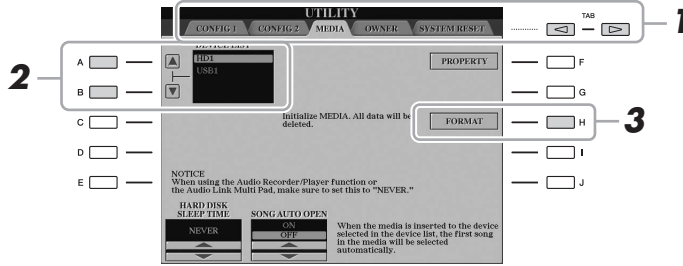 UTILITY
CONFIG 1 CONFIG 2 MEDIA OWNER SYSTEM RESET
TAB
1
DEVICE LIST
HD1
USB1
PROPERTY
2
A
B
C
D
E
F
G
H
I
J
Initialize MEDIA. All data will be
deleted.
FORMAT
3
NOTICE
When using the Audio Recorder/Player function or
the Audio Link Multi Pad, make sure to set this to "NEVER."
HARD DISK
SLEEP TIME
NEVER
SONG AUTO OPEN
ON
OFF
When the media is inserted to the device
selected in the device list, the first song
in the media will be selected
automatically.